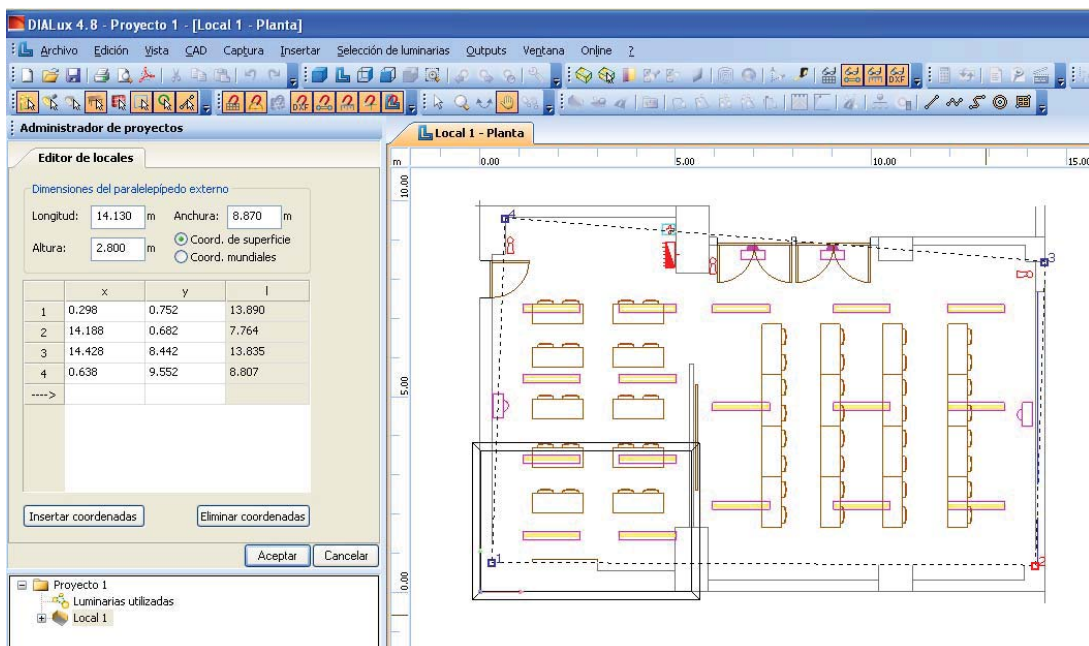 DIALux 4.8 - Proyecto 1 - [Local 1 - Planta]
Archivo Edición Vista CAD Captura Insertar Selección de luminarias Outputs Ventana Online ?
DXF
DXF
Administrador de proyectos
Local 1 - Planta
Editor de locales
m 0.00 5.00 10.00 15.00
Dimensiones del paralelepípedo externo
Longitud: 14.130 m Anchura: 8.870 m
Altura: 2.800 m
Coord. de superficie
Coord. mundiales
x y l
1 0.298 0.752 13.890
2 14.188 0.682 7.764
3 14.428 8.442 13.835
4 0.638 9.552 8.807
---->
Insertar coordenadas Eliminar coordenadas
Aceptar Cancelar
Proyecto 1
Luminarias utilizadas
Local 1
10.00
5.00
0.00
4
3
1
2